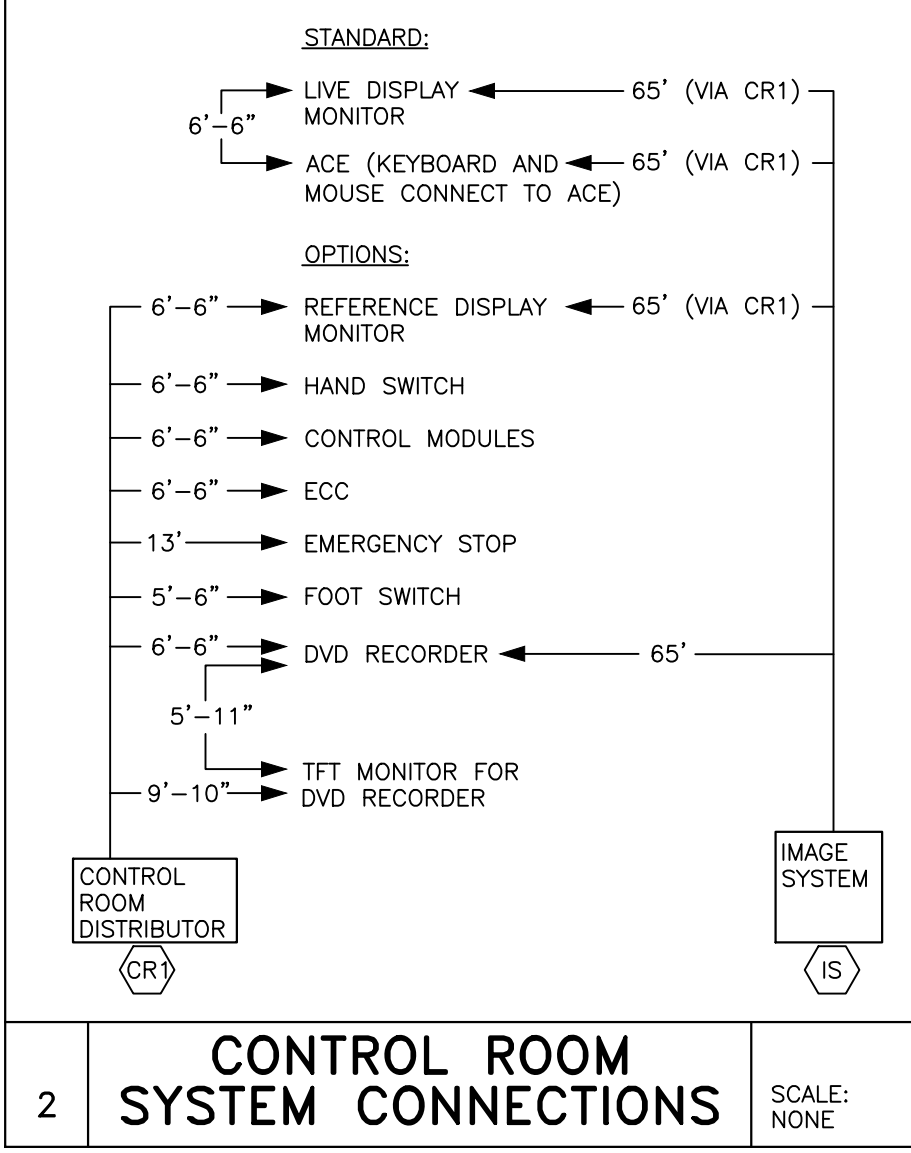 STANDARD:
LIVE DISPLAY
MONITOR
65' (VIA CR1)
6'-6"
ACE (KEYBOARD AND
MOUSE CONNECT TO ACE)
65' (VIA CR1)
OPTIONS:
6'-6"
REFERENCE DISPLAY
MONITOR
65' (VIA CR1)
6'-6" HAND SWITCH
6'-6" CONTROL MODULES
6'-6" ECC
13' EMERGENCY STOP
5'-6" FOOT SWITCH
6'-6" DVD RECORDER 65'
5'-11"
TFT MONITOR FOR
9'-10" DVD RECORDER
CONTROL
ROOM
DISTRIBUTOR
CR1
IMAGE
SYSTEM
IS
2
CONTROL ROOM
SYSTEM CONNECTIONS
SCALE:
NONE